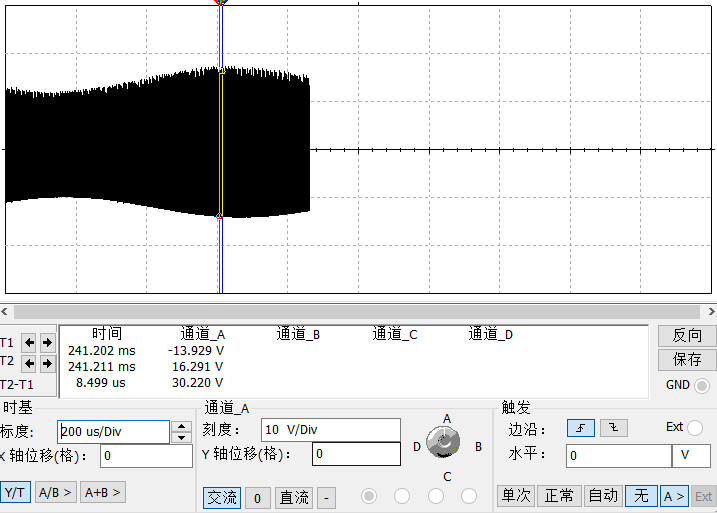 时间 通道_A 通道_B 通道_C 通道_D
T1 241.202 ms -13.929 V
T2 241.211 ms 16.291 V
T2-T1 8.499 us 30.220 V
反向
保存
GND
时基
标度: 200 us/Div
X 轴位移(格): 0
Y/T A/B > A+B >
通道_A
刻度: 10 V/Div
Y 轴位移(格): 0
交流 0 直流 -
A
D B
C
触发
边沿: Ext
水平: 0 V
单次 正常 自动 无 A > Ext